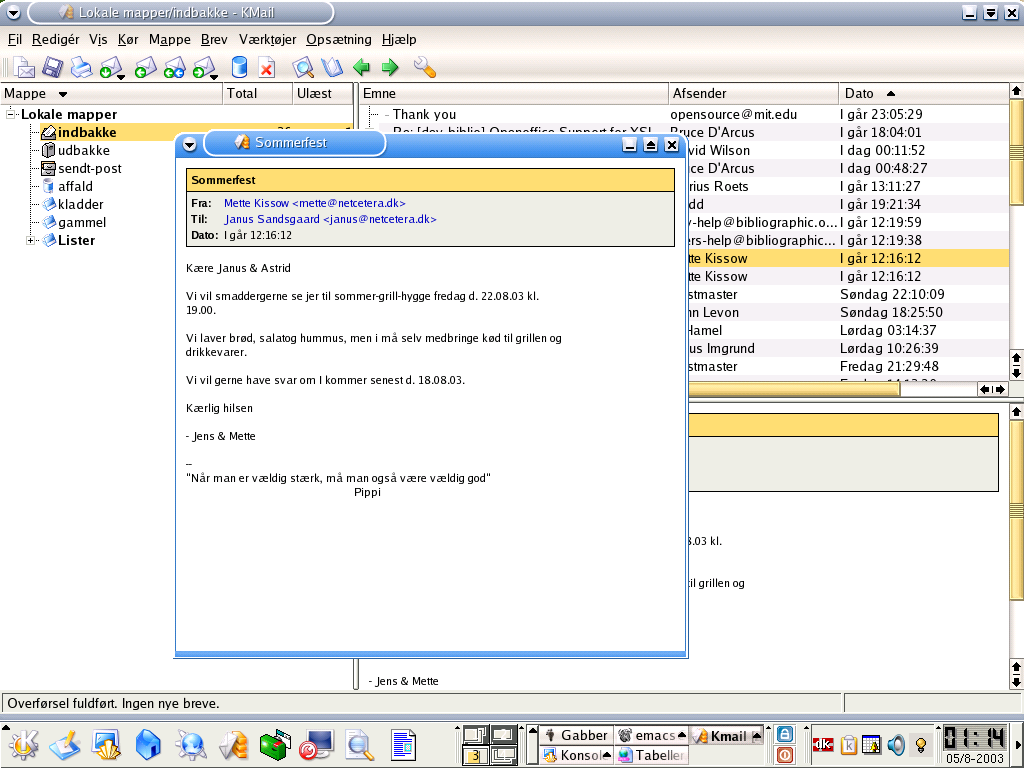 Lokale mapper/indbakke - KMail
Fil Redigér Vis Kør Mappe Brev Værktøjer Opsætning Hjælp
Mappe Total Ulæst
Lokale mapper
indbakke
udbakke
sendt-post
affald
kladder
gammel
Lister
Emne Afsender Dato
- Thank you opensource@mit.edu I går 23:05:29
Bruce D'Arcus I går 18:04:01
vid Wilson I dag 00:11:52
ce D'Arcus I dag 00:48:27
rius Roets I går 13:11:27
dd I går 19:21:34
y-help@bibliographic.o... I går 12:19:59
ers-help@bibliographic... I går 12:19:38
tte Kissow I går 12:16:12
tte Kissow I går 12:16:12
stmaster Søndag 22:10:09
nn Levon Søndag 18:25:50
Hamel Lørdag 03:14:37
us Imgrund Lørdag 10:26:39
stmaster Fredag 21:29:48
Sommerfest
Sommerfest
Fra: Mette Kissow <mette@netcetera.dk>
Til: Janus Sandsgaard <janus@netcetera.dk>
Dato: I går 12:16:12
Kære Janus & Astrid
Vi vil smaddergerne se jer til sommer-grill-hygge fredag d. 22.08.03 kl.
19.00.
Vi laver brød, salatog hummus, men i må selv medbringe kød til grillen og
drikkevarer.
Vi vil gerne have svar om I kommer senest d. 18.08.03.
Kærlig hilsen
- Jens & Mette
--
"Når man er vældig stærk, må man også være vældig god"
Pippi
.03 kl.
il grillen og
- Jens & Mette
Overførsel fuldført. Ingen nye breve.
3
Gabber emacs Kmail
Konsol Tabeller
dk
01:14
05/8-2003